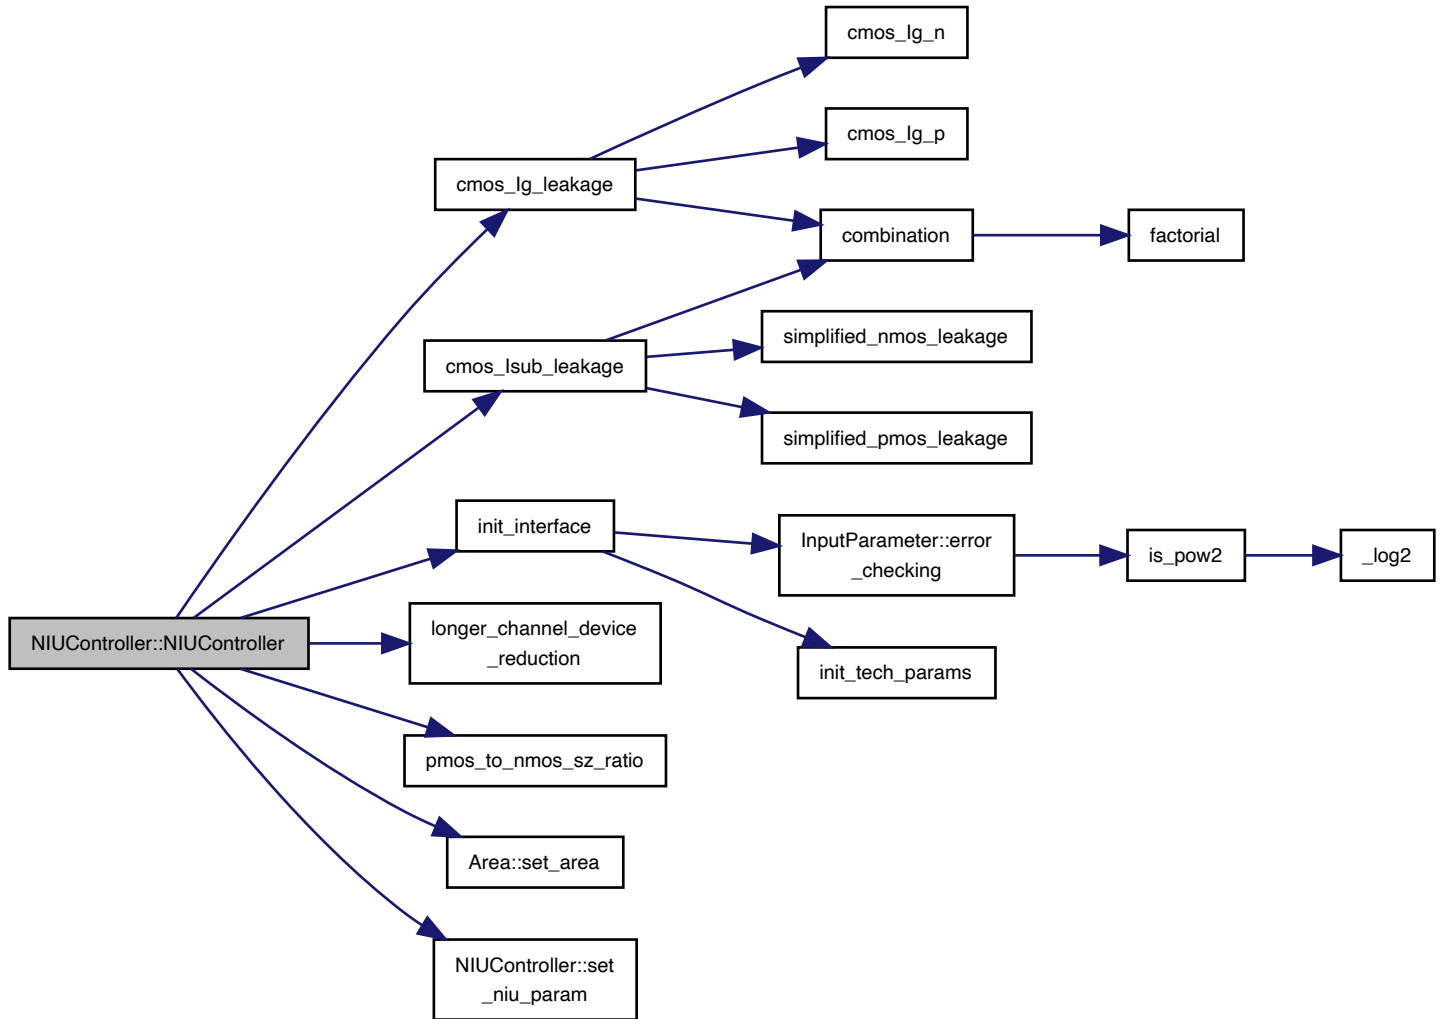 cmos_Ig_n
cmos_Ig_p
cmos_Ig_leakage
combination
factorial
simplified_nmos_leakage
cmos_Isub_leakage
simplified_pmos_leakage
init_interface
InputParameter::error
_checking
is_pow2
_log2
NIUController::NIUController
longer_channel_device
_reduction
init_tech_params
pmos_to_nmos_sz_ratio
Area::set_area
NIUController::set
_niu_param